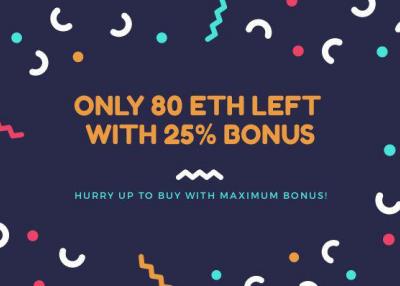 ONLY 80 ETH LEFT
WITH 25% BONUS
HURRY UP TO BUY WITH MAXIMUM BONUS!